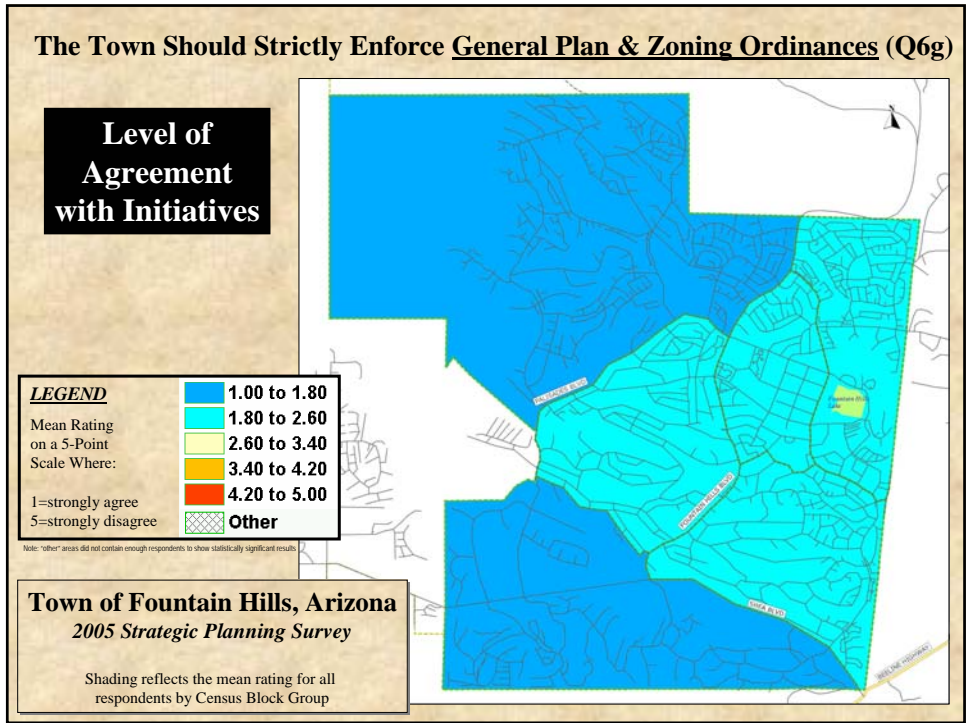 The Town Should Strictly Enforce General Plan & Zoning Ordinances (Q6g)
Level of
Agreement
with Initiatives
PALISADES BLVD
Fountain Hills
Lake
FOUNTAIN HILLS BLVD
SHEA BLVD
BEELINE HIGHWAY
LEGEND
Mean Rating
on a 5-Point
Scale Where:
1=strongly agree
5=strongly disagree
1.00 to 1.80
1.80 to 2.60
2.60 to 3.40
3.40 to 4.20
4.20 to 5.00
Other
Note: "other" areas did not contain enough respondents to show statistically significant results
Town of Fountain Hills, Arizona
2005 Strategic Planning Survey
Shading reflects the mean rating for all
respondents by Census Block Group